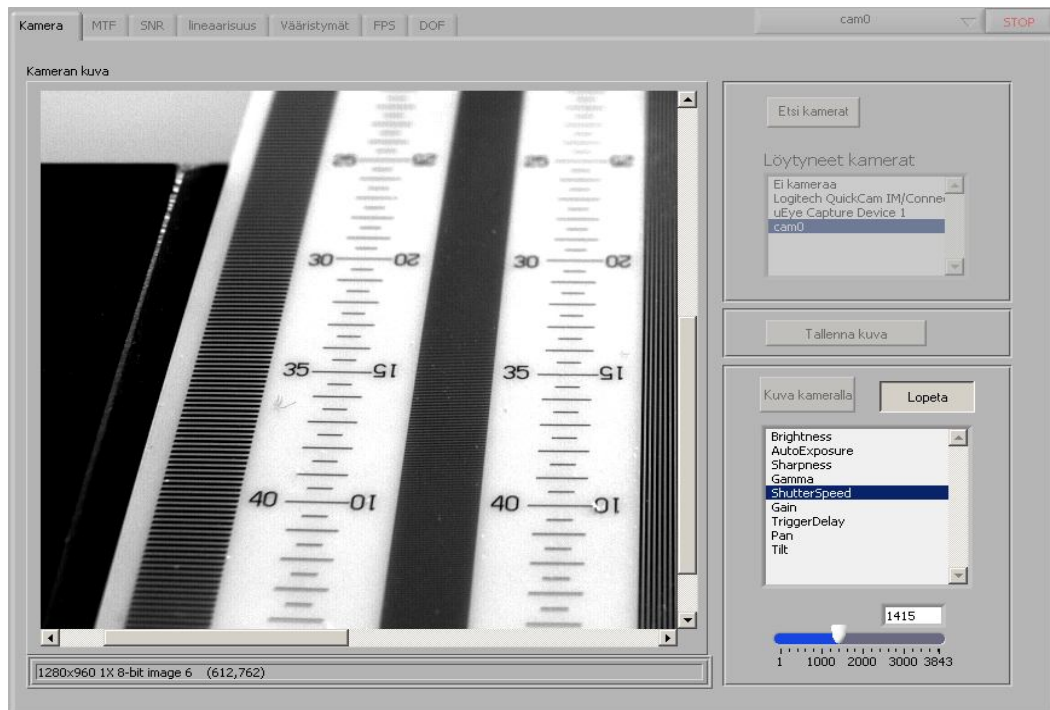 Kamera MTF SNR lineaarisuus Vääristymät FPS DOF cam0 STOP
Kameran kuva
25 25
30 20 30 20
35 15 35 15
40 10 40 10
1280x960 1X 8-bit image 6 (612,762)
Etsi kamerat
Löytyneet kamerat
Ei kameraa
Logitech QuickCam IM/Connec
uEye Capture Device 1
cam0
Tallenna kuva
Kuva kameralla Lopeta
Brightness
AutoExposure
Sharpness
Gamma
ShutterSpeed
Gain
TriggerDelay
Pan
Tilt
1415
1 1000 2000 3000 3843